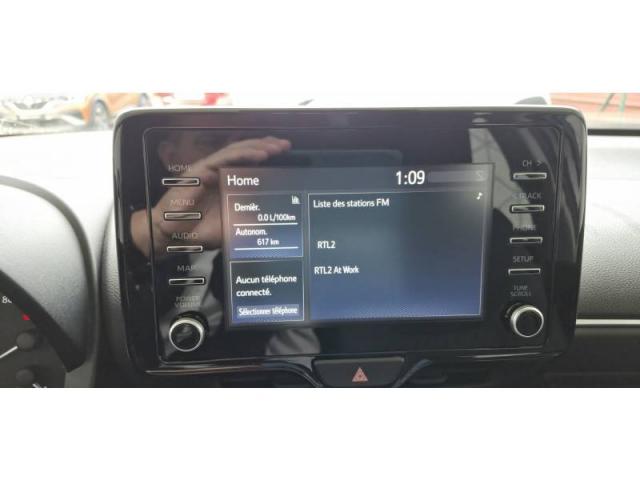 HOME
MENU
AUDIO
MAP
POWER
VOLUME
Home
1:09
Dernièr.
0.0 L/100km
Autonom.
617 km
Aucun téléphone
connecté.
Sélectionner téléphone
Liste des stations FM
RTL2
RTL2 At Work
CH >
< TRACK
PHONE
SETUP
TUNE
SCROLL
80